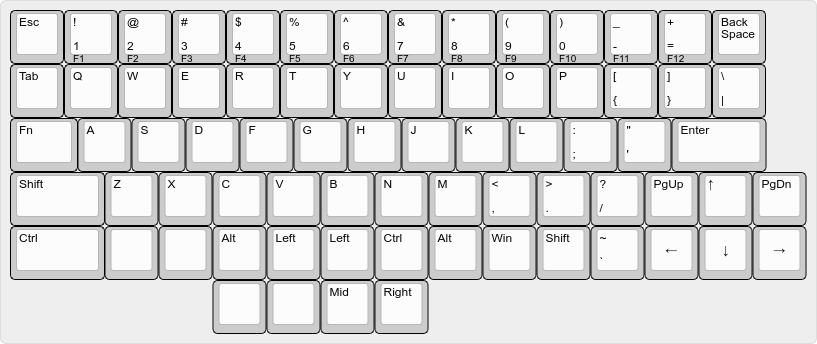 Esc ! @ # $ % ^ & * ( ) _ + Back
Space
1 2 3 4 5 6 7 8 9 0 - =
F1 F2 F3 F4 F5 F6 F7 F8 F9 F10 F11 F12
Tab Q W E R T Y U I O P [ ] \
{ } |
Fn A S D F G H J K L : " Enter
; '
Shift Z X C V B N M < > ? PgUp ↑ PgDn
, . /
Ctrl Alt Left Left Ctrl Alt Win Shift ~ ← ↓ →
`
Mid Right